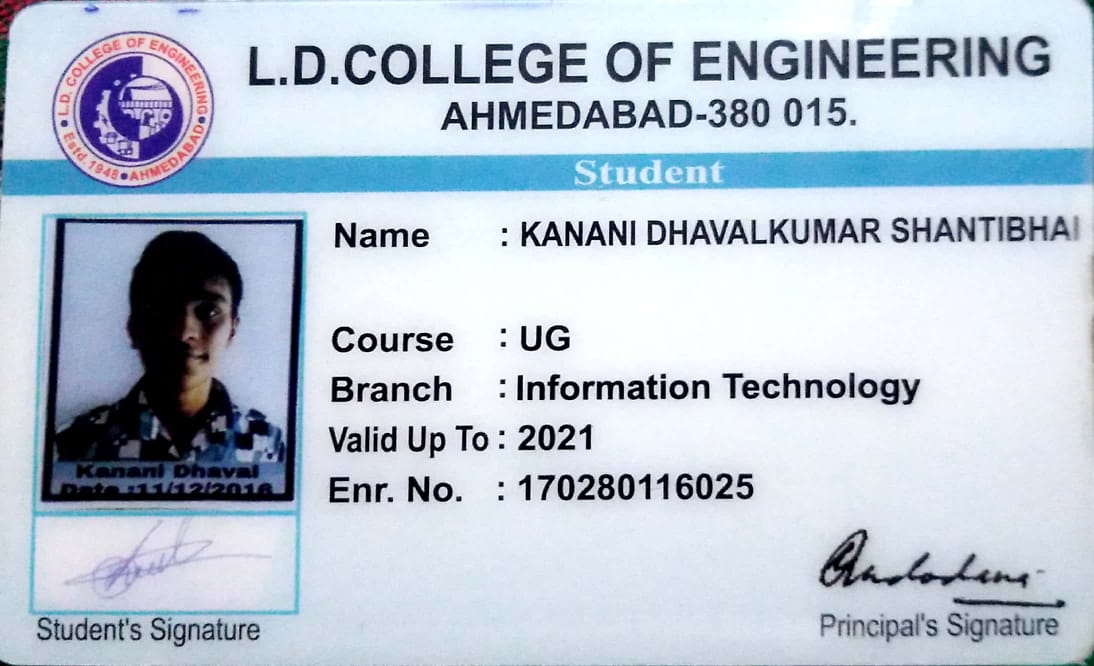 L.D. COLLEGE OF ENGINEERING
Estd. 1948 • AHMEDABAD
L.D.COLLEGE OF ENGINEERING
AHMEDABAD-380 015.
Student
Name : KANANI DHAVALKUMAR SHANTIBHAI
Course : UG
Branch : Information Technology
Valid Up To : 2021
Enr. No. : 170280116025
Kanani Dhaval
Date :11/12/2016
Student's Signature
Principal's Signature